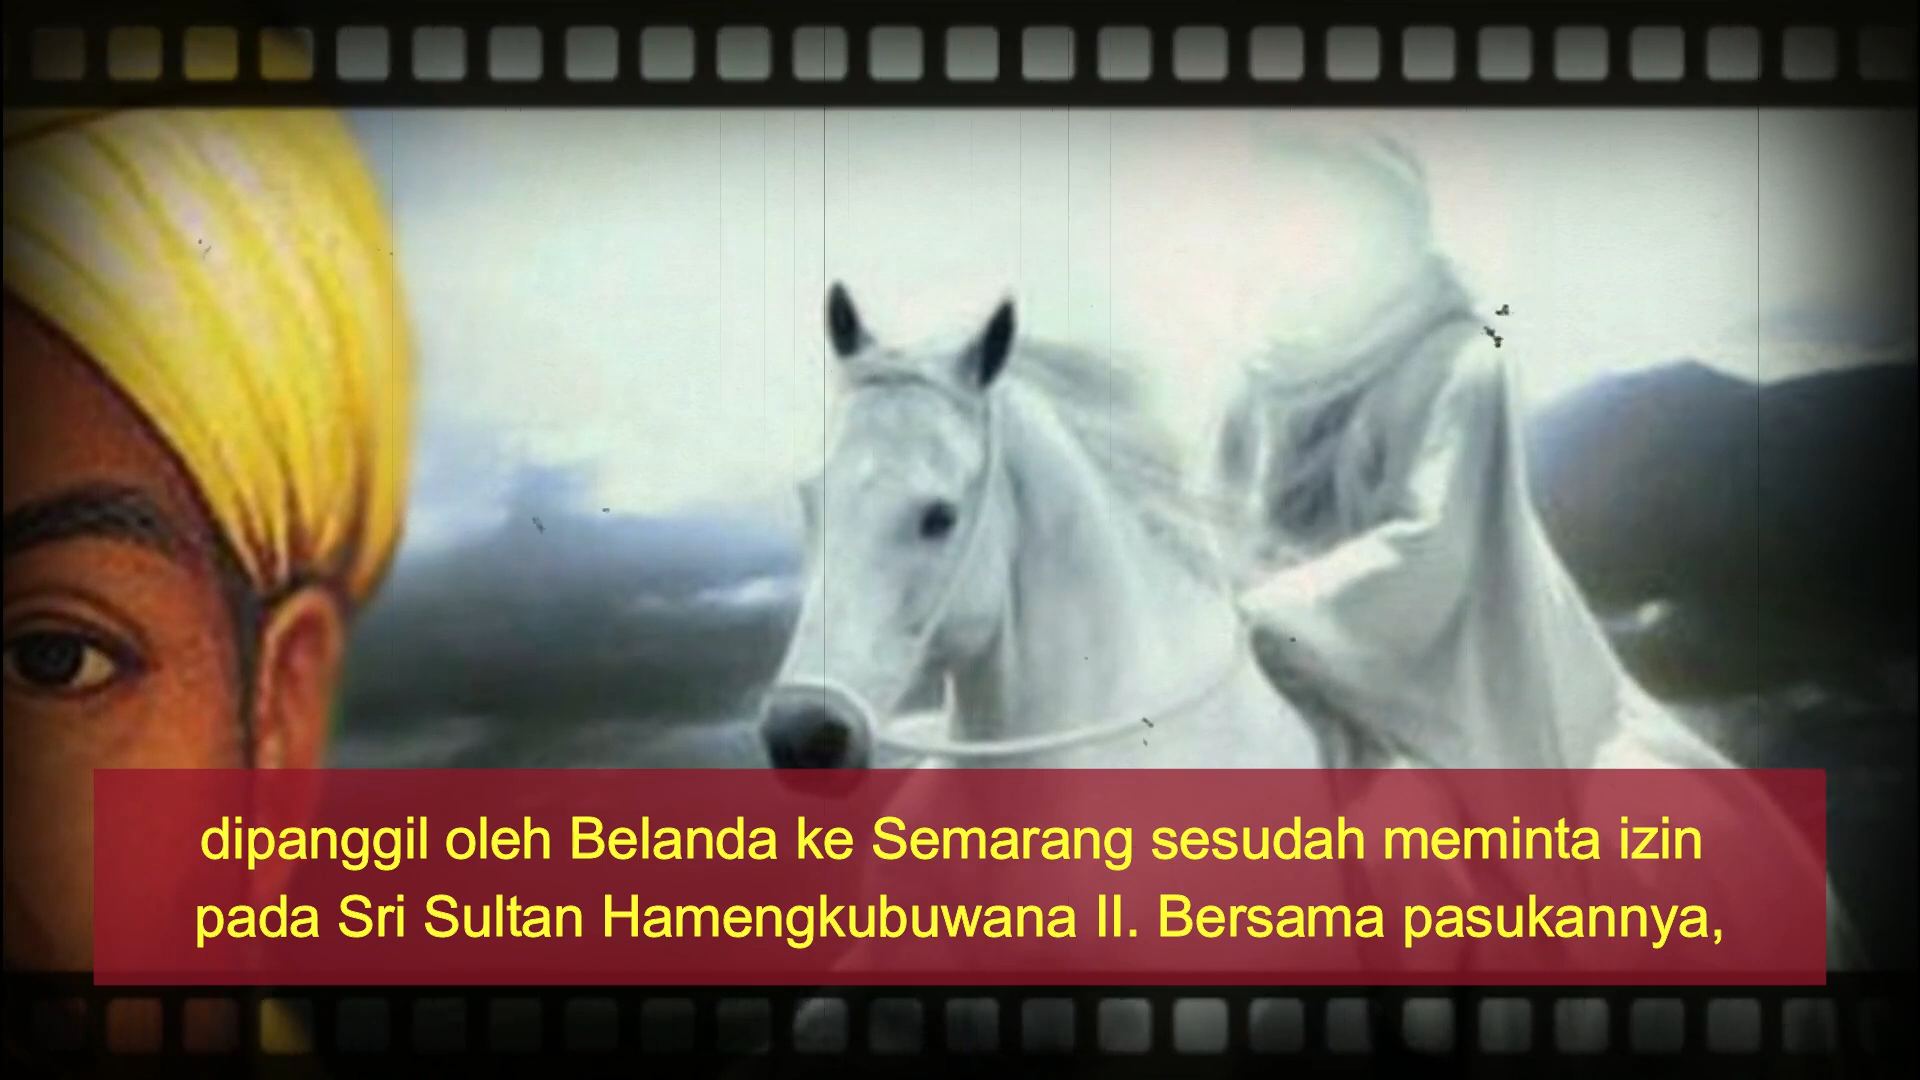 dipanggil oleh Belanda ke Semarang sesudah meminta izin
pada Sri Sultan Hamengkubuwana II. Bersama pasukannya,